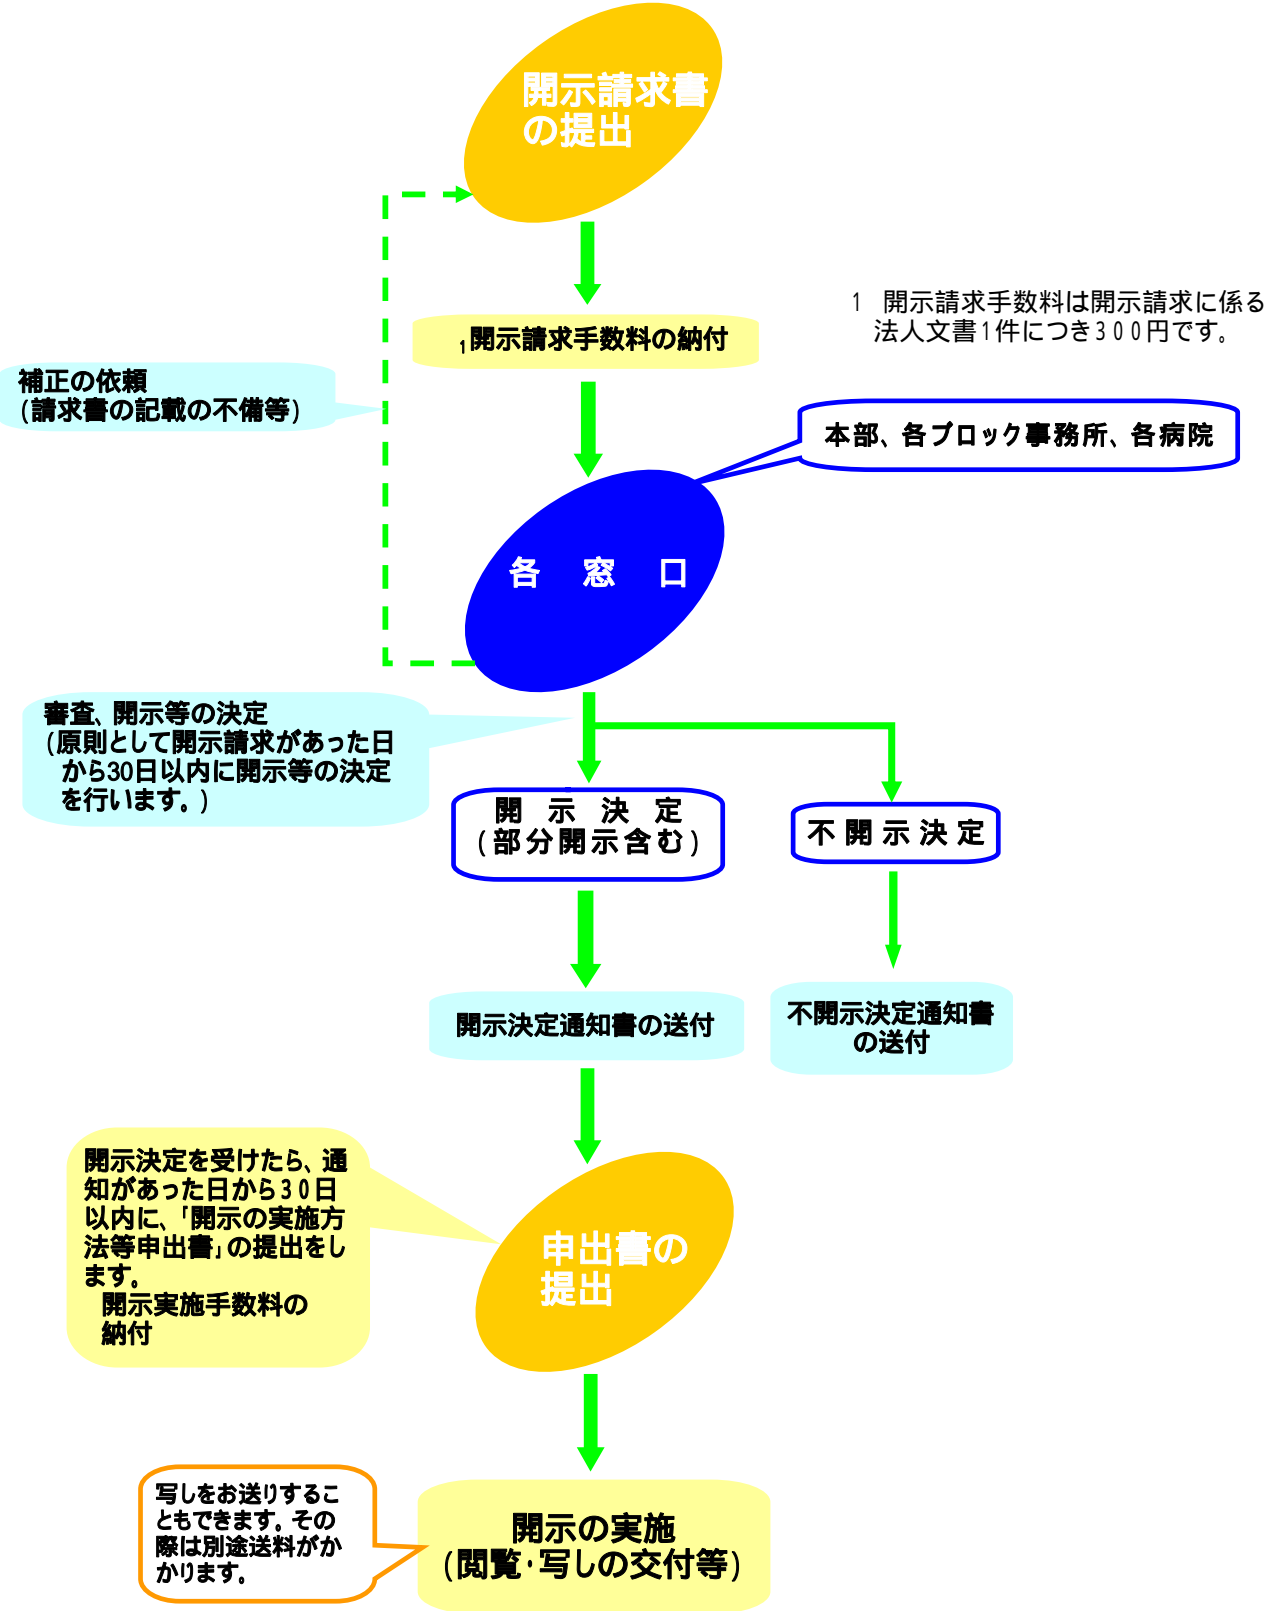 開示請求書
の提出
1 開示請求手数料は開示請求に係る
法人文書1件につき300円です。
1開示請求手数料の納付
補正の依頼
(請求書の記載の不備等)
本部、各ブロック事務所、各病院
各 窓 口
審査、開示等の決定
(原則として開示請求があった日
から30日以内に開示等の決定
を行います。)
開 示 決 定
(部分開示含む)
不開示決定
開示決定通知書の送付
不開示決定通知書
の送付
開示決定を受けたら、通
知があった日から30日
以内に、「開示の実施方
法等申出書」の提出をし
ます。
開示実施手数料の
納付
申出書の
提出
写しをお送りするこ
ともできます。その
際は別途送料がか
かります。
開示の実施
(閲覧・写しの交付等)